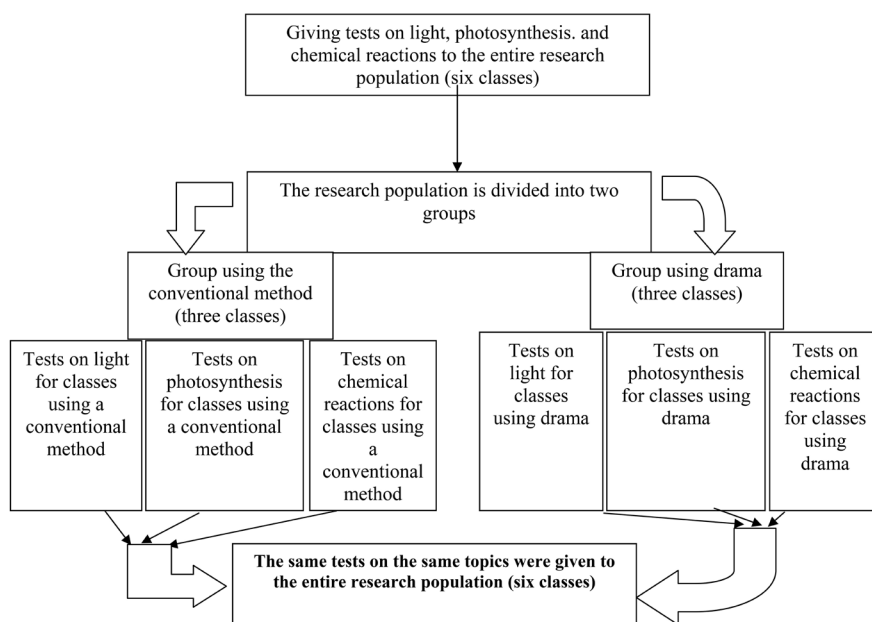 Giving tests on light, photosynthesis. and
chemical reactions to the entire research
population (six classes)
The research population is divided into two
groups
Group using the
conventional method
(three classes)
Group using drama
(three classes)
Tests on light
for classes
using a
conventional
method
Tests on
photosynthesis
for classes using
a conventional
method
Tests on
chemical
reactions for
classes using
a
conventional
method
Tests on
light for
classes
using drama
Tests on
photosynthesis
for classes using
drama
Tests on
chemical
reactions
for classes
using
drama
The same tests on the same topics were given to
the entire research population (six classes)